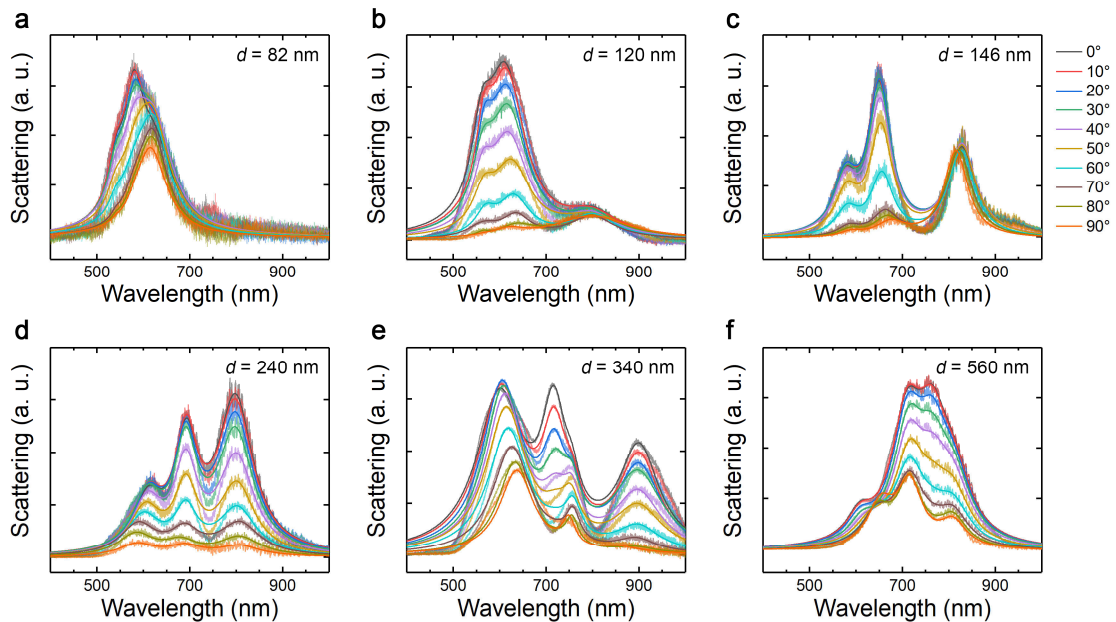 a
d = 82 nm
Scattering (a. u.)
500 700 900
Wavelength (nm)
b
d = 120 nm
Scattering (a. u.)
500 700 900
Wavelength (nm)
c
d = 146 nm
Scattering (a. u.)
500 700 900
Wavelength (nm)
0°
10°
20°
30°
40°
50°
60°
70°
80°
90°
d
d = 240 nm
Scattering (a. u.)
500 700 900
Wavelength (nm)
e
d = 340 nm
Scattering (a. u.)
500 700 900
Wavelength (nm)
f
d = 560 nm
Scattering (a. u.)
500 700 900
Wavelength (nm)